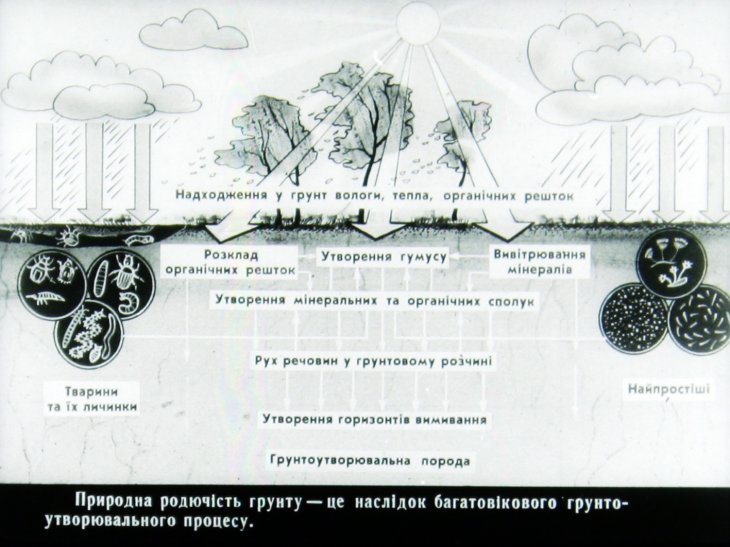 Надходження у грунт вологи, тепла, органічних решток
Розклад
органічних решток
Утворення гумусу
Вивітрювання
мінералів
Утворення мінеральних та органічних сполук
Рух речовин у грунтовому розчині
Тварини
та їх личинки
Найпростіші
Утворення горизонтів вимивання
Грунтоутворювальна порода
Природна родючість грунту — це наслідок багатовікового грунто-
утворювального процесу.